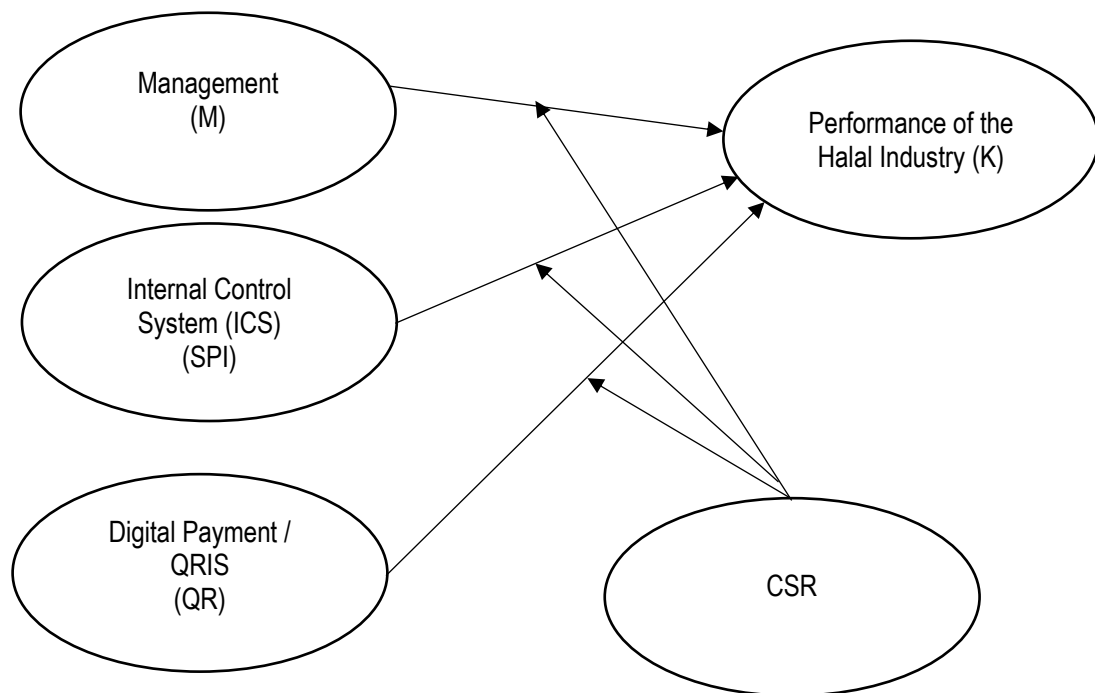 Management
(M)
Performance of the
Halal Industry (K)
Internal Control
System (ICS)
(SPI)
Digital Payment /
QRIS
(QR)
CSR